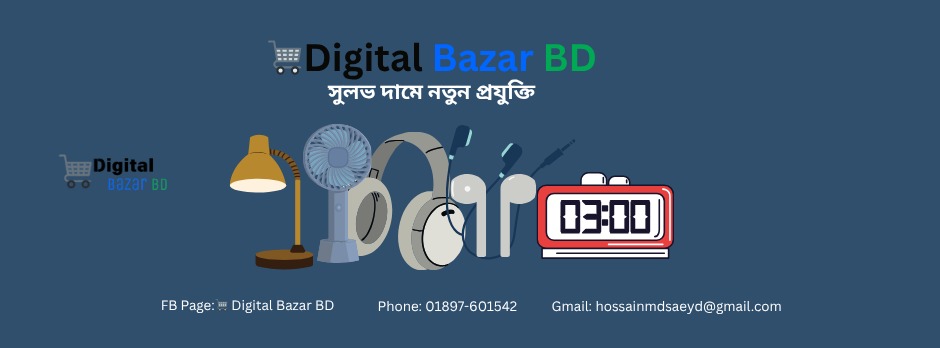 Digital Bazar BD
সুলভ দামে নতুন প্রযুক্তি
Digital
Bazar BD
03:00
FB Page: Digital Bazar BD
Phone: 01897-601542
Gmail: hossainmdsaeyd@gmail.com